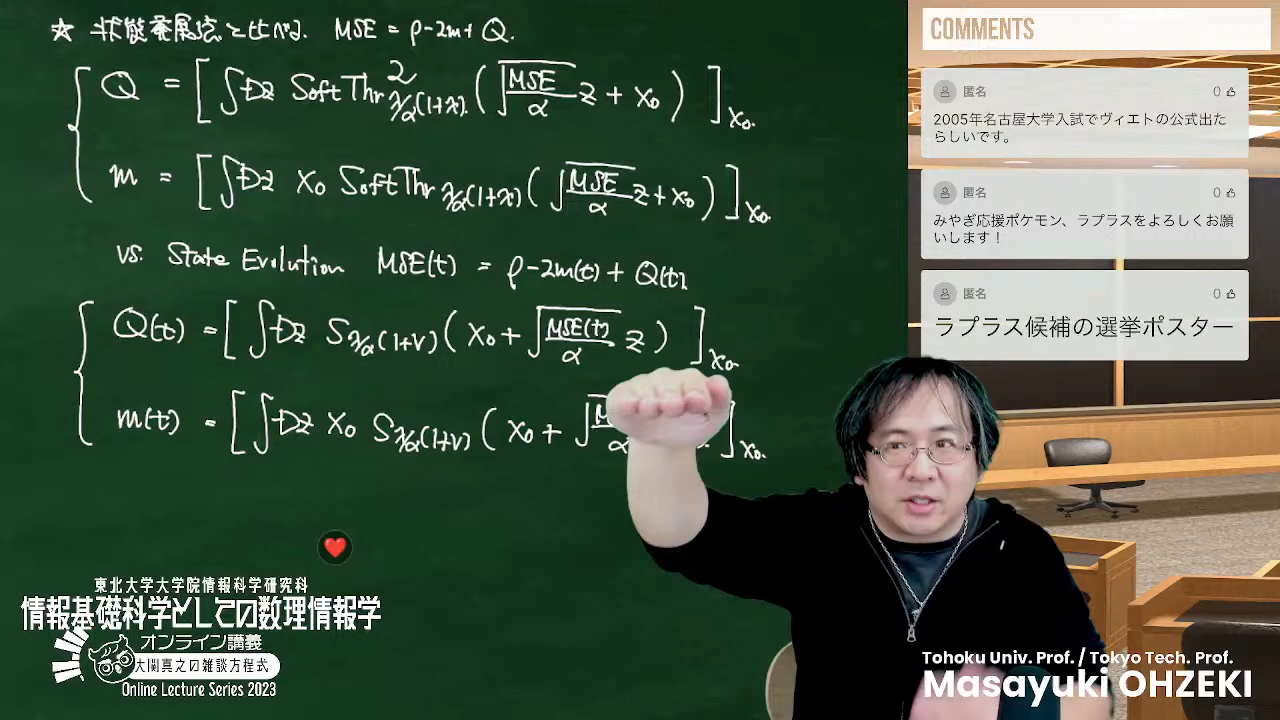 ★ 状態発展法と比べる. MSE = ρ-2m+Q.
Q = [ ∫Dz SoftThr²_{λ/α(1+χ)} ( √(MSE/α) z + x₀ ) ]_{x₀}.
m = [ ∫Dz x₀ SoftThr_{λ/α(1+χ)} ( √(MSE/α) z + x₀ ) ]_{x₀}.
vs. State Evolution MSE(t) = ρ-2m(t)+Q(t).
Q(t) = [ ∫Dz S_{λ/α(1+V)} ( x₀ + √(MSE(t)/α) z ) ]_{x₀}.
m(t) = [ ∫Dz x₀ S_{λ/α(1+V)} ( x₀ + √(M/α ]_{x₀}.
東北大学大学院情報科学研究科
情報基礎科学としての数理情報学
オンライン講義
大関真之の雑談方程式
Online Lecture Series 2023
COMMENTS
匿名 0
2005年名古屋大学入試でヴィエトの公式出た
らしいです。
匿名 0
みやぎ応援ポケモン、ラプラスをよろしくお願
いします！
匿名 0
ラプラス候補の選挙ポスター
Tohoku Univ. Prof. / Tokyo Tech. Prof.
Masayuki OHZEKI